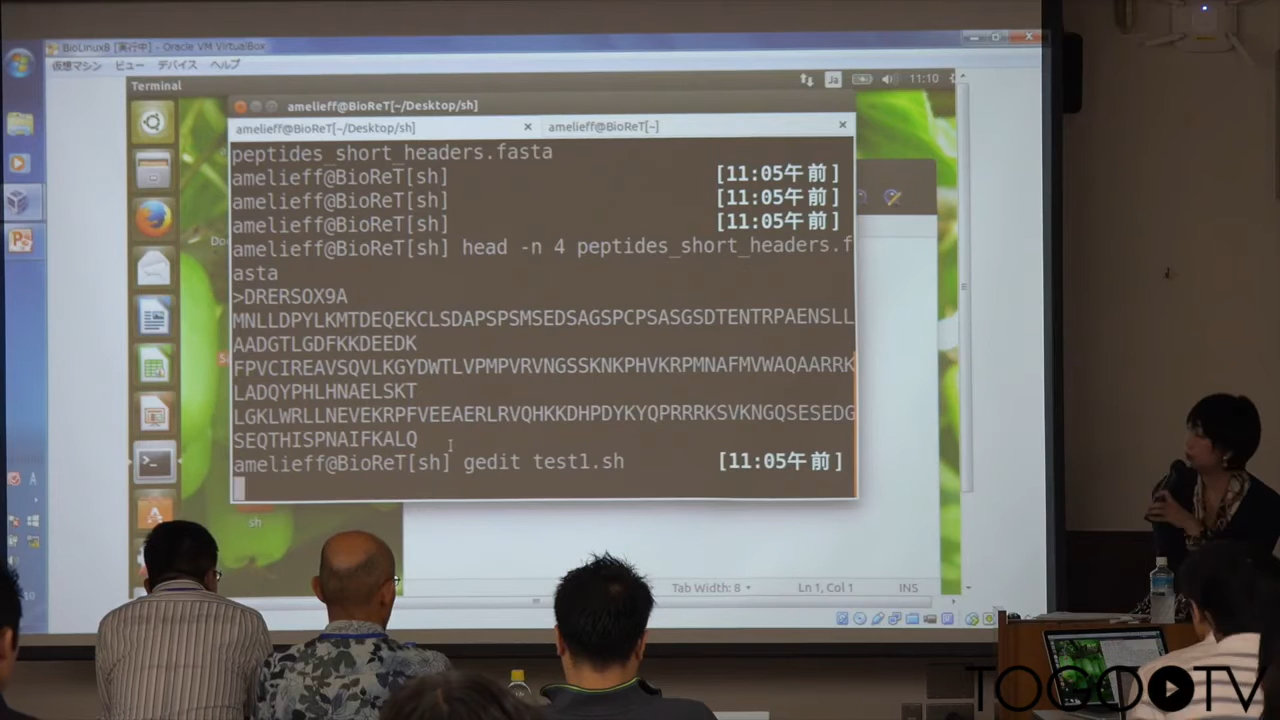 BioLinux8 [実行中] - Oracle VM VirtualBox
仮想マシン ビュー デバイス ヘルプ
Terminal
Ja
11:10
amelieff@BioReT[~/Desktop/sh]
amelieff@BioReT[~/Desktop/sh]
amelieff@BioReT[~]
peptides_short_headers.fasta
amelieff@BioReT[sh] [11:05午前]
amelieff@BioReT[sh] [11:05午前]
amelieff@BioReT[sh] [11:05午前]
amelieff@BioReT[sh] head -n 4 peptides_short_headers.f
asta
>DRERSOX9A
MNLLDPYLKMTDEQEKCLSDAPSPSMSEDSAGSPCPSASGSDTENTRPAENSLL
AADGTLGDFKKDEEDK
FPVCIREAVSQVLKGYDWTLVPMPVRVNGSSKNKPHVKRPMNAFMVWAQAARRK
LADQYPHLHNAELSKT
LGKLWRLLNEVEKRPFVEEAERLRVQHKKDHPDYKYQPRRRKSVKNGQSESEDG
SEQTHISPNAIFKALQ
amelieff@BioReT[sh] gedit test1.sh [11:05午前]
sh
Tab Width: 8
Ln 1, Col 1
INS
TOGOTV